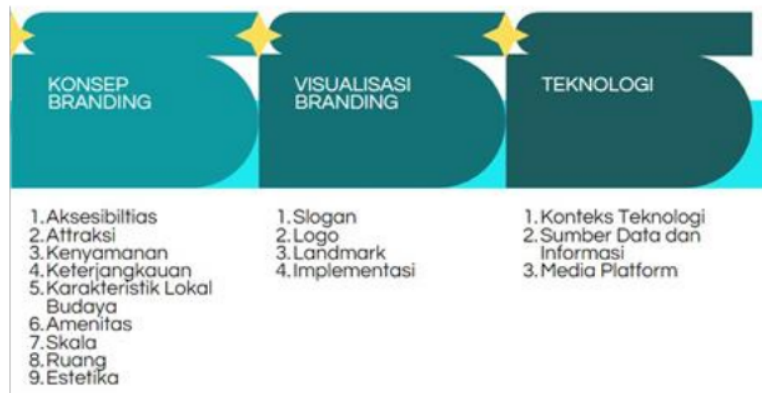 KONSEP
BRANDING
1.Aksesibiltias
2.Attraksi
3.Kenyamanan
4.Keterjangkauan
5.Karakteristik Lokal
Budaya
6.Amenitas
7.Skala
8.Ruang
9.Estetika
VISUALISASI
BRANDING
1.Slogan
2.Logo
3.Landmark
4.Implementasi
TEKNOLOGI
1.Konteks Teknologi
2.Sumber Data dan
Informasi
3.Media Platform